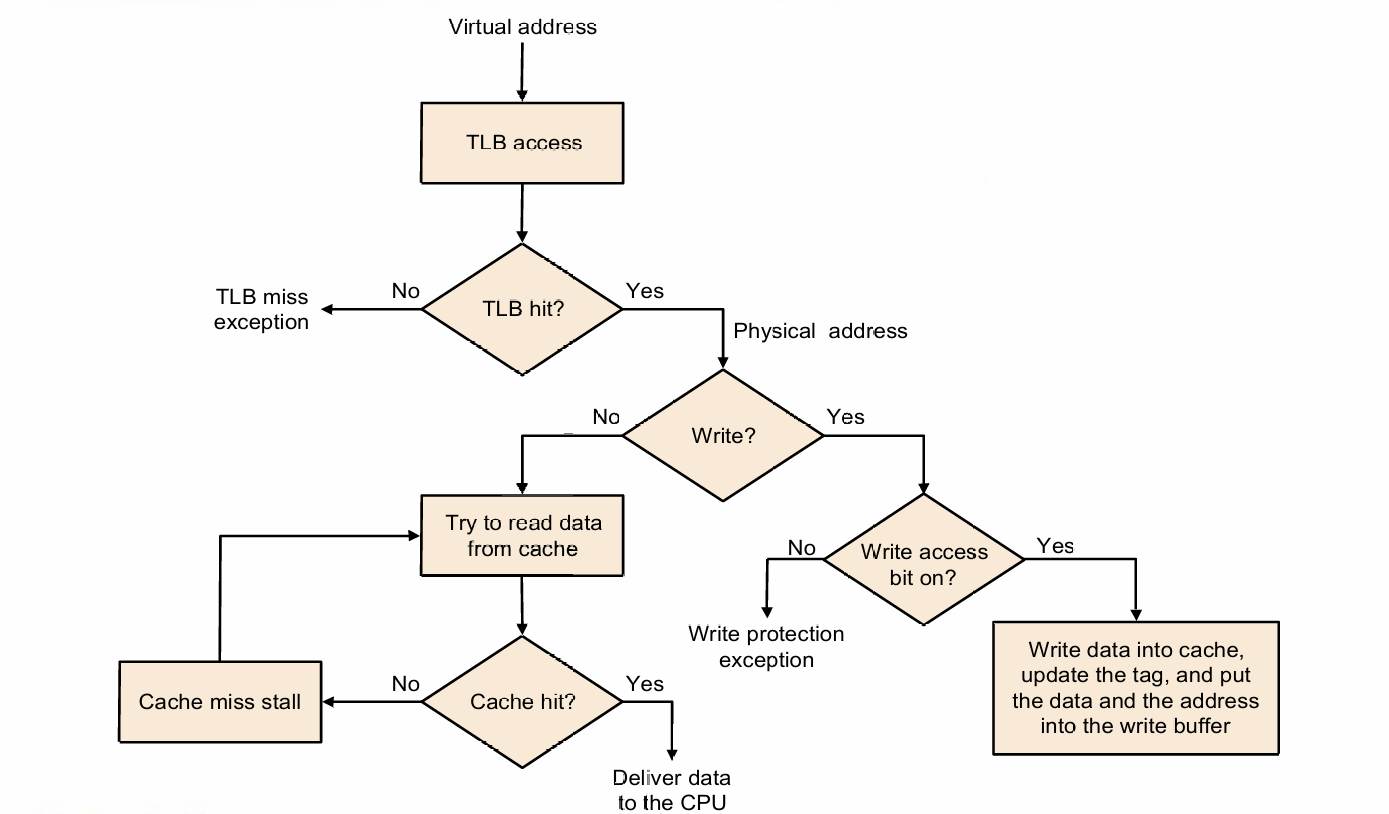 Virtual address
TLB access
TLB hit?
No
Yes
TLB miss
exception
Physical address
Write?
No
Yes
Try to read data
from cache
Write access
bit on?
No
Yes
Write protection
exception
Write data into cache,
update the tag, and put
the data and the address
into the write buffer
Cache hit?
No
Yes
Cache miss stall
Deliver data
to the CPU